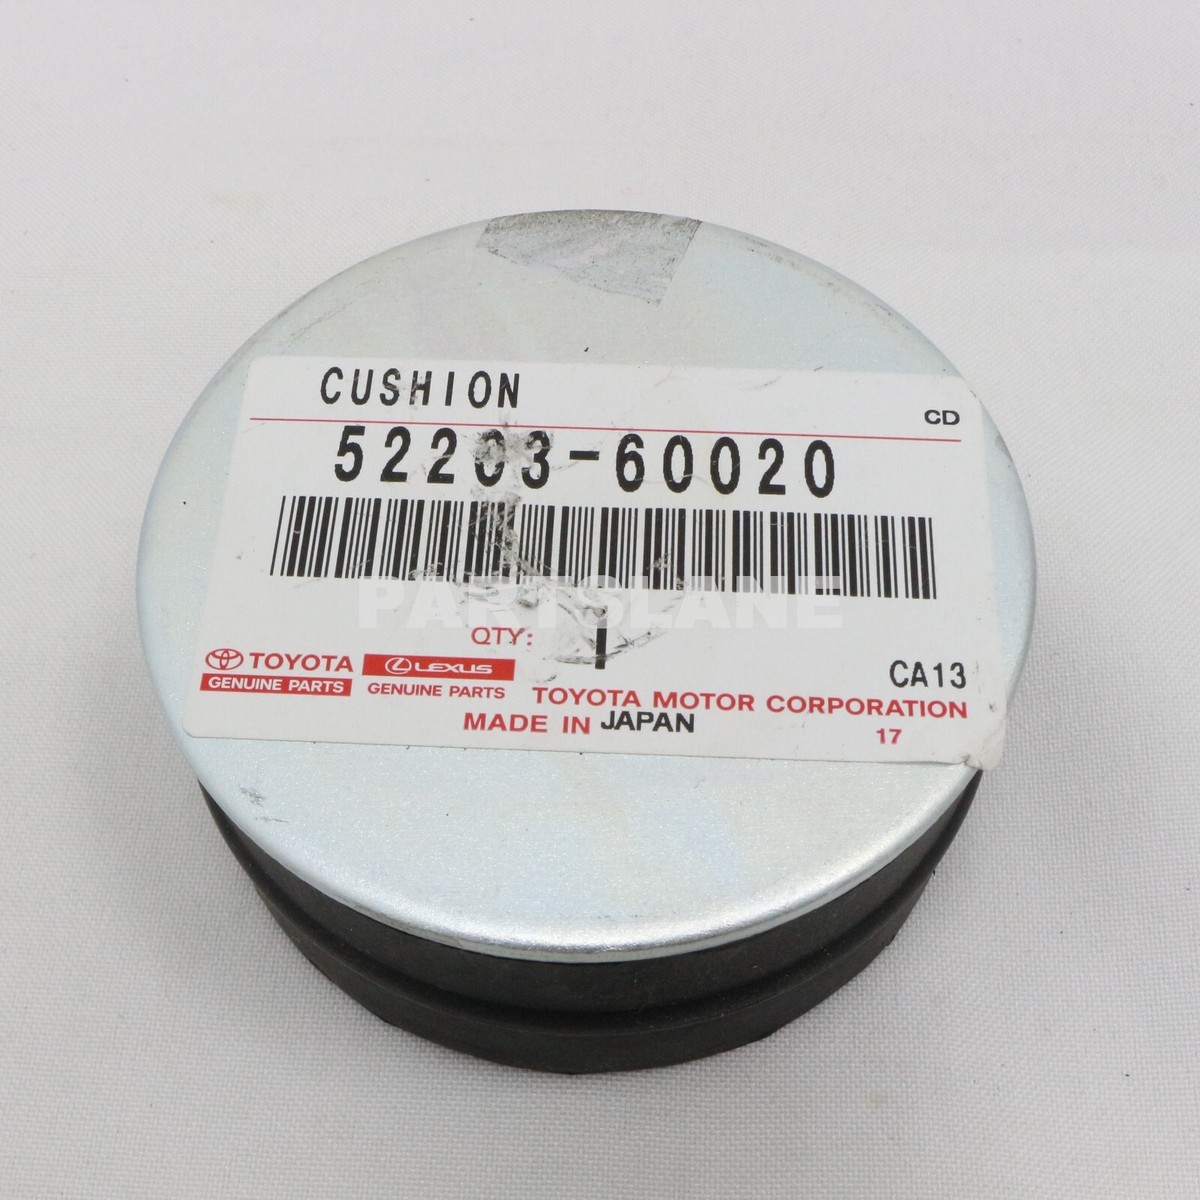 CUSHION
CD
52203-60020
PARTSLANE
QTY: 1
TOYOTA
GENUINE PARTS
LEXUS
GENUINE PARTS
CA13
TOYOTA MOTOR CORPORATION
MADE IN JAPAN
17